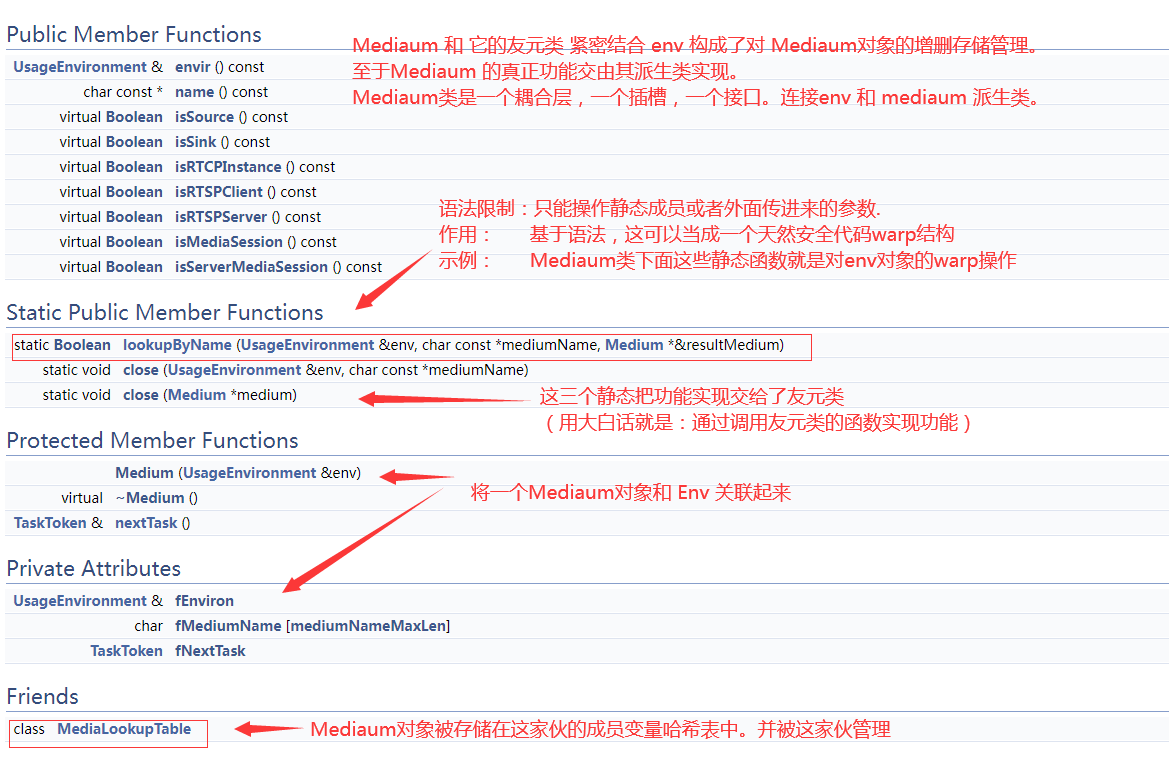 Public Member Functions
Mediaum 和 它的友元类 紧密结合 env 构成了对 Mediaum对象的增删存储管理。
UsageEnvironment & envir () const
至于Mediaum 的真正功能交由其派生类实现。
char const * name () const
Mediaum类是一个耦合层，一个插槽，一个接口。连接env 和 mediaum 派生类。
virtual Boolean isSource () const
virtual Boolean isSink () const
virtual Boolean isRTCPInstance () const
virtual Boolean isRTSPClient () const
virtual Boolean isRTSPServer () const
virtual Boolean isMediaSession () const
virtual Boolean isServerMediaSession () const
语法限制：只能操作静态成员或者外面传进来的参数.
作用： 基于语法，这可以当成一个天然安全代码warp结构
示例： Mediaum类下面这些静态函数就是对env对象的warp操作
Static Public Member Functions
static Boolean lookupByName (UsageEnvironment &env, char const *mediumName, Medium *&resultMedium)
static void close (UsageEnvironment &env, char const *mediumName)
static void close (Medium *medium)
这三个静态把功能实现交给了友元类
（用大白话就是：通过调用友元类的函数实现功能）
Protected Member Functions
Medium (UsageEnvironment &env)
virtual ~Medium ()
TaskToken & nextTask ()
将一个Mediaum对象和 Env 关联起来
Private Attributes
UsageEnvironment & fEnviron
char fMediumName [mediumNameMaxLen]
TaskToken fNextTask
Friends
class MediaLookupTable
Mediaum对象被存储在这家伙的成员变量哈希表中。并被这家伙管理